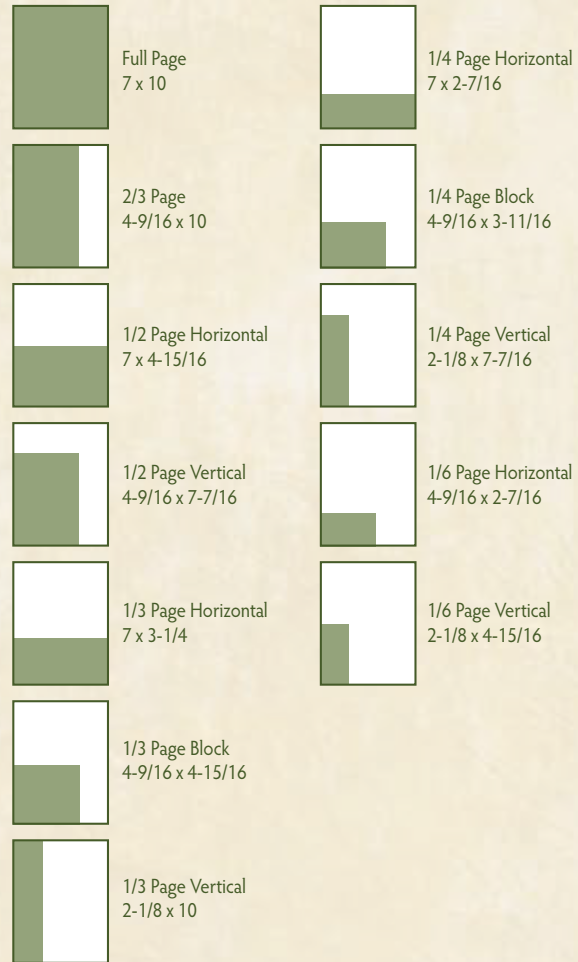 Full Page
7 x 10
2/3 Page
4-9/16 x 10
1/2 Page Horizontal
7 x 4-15/16
1/2 Page Vertical
4-9/16 x 7-7/16
1/3 Page Horizontal
7 x 3-1/4
1/3 Page Block
4-9/16 x 4-15/16
1/3 Page Vertical
2-1/8 x 10
1/4 Page Horizontal
7 x 2-7/16
1/4 Page Block
4-9/16 x 3-11/16
1/4 Page Vertical
2-1/8 x 7-7/16
1/6 Page Horizontal
4-9/16 x 2-7/16
1/6 Page Vertical
2-1/8 x 4-15/16